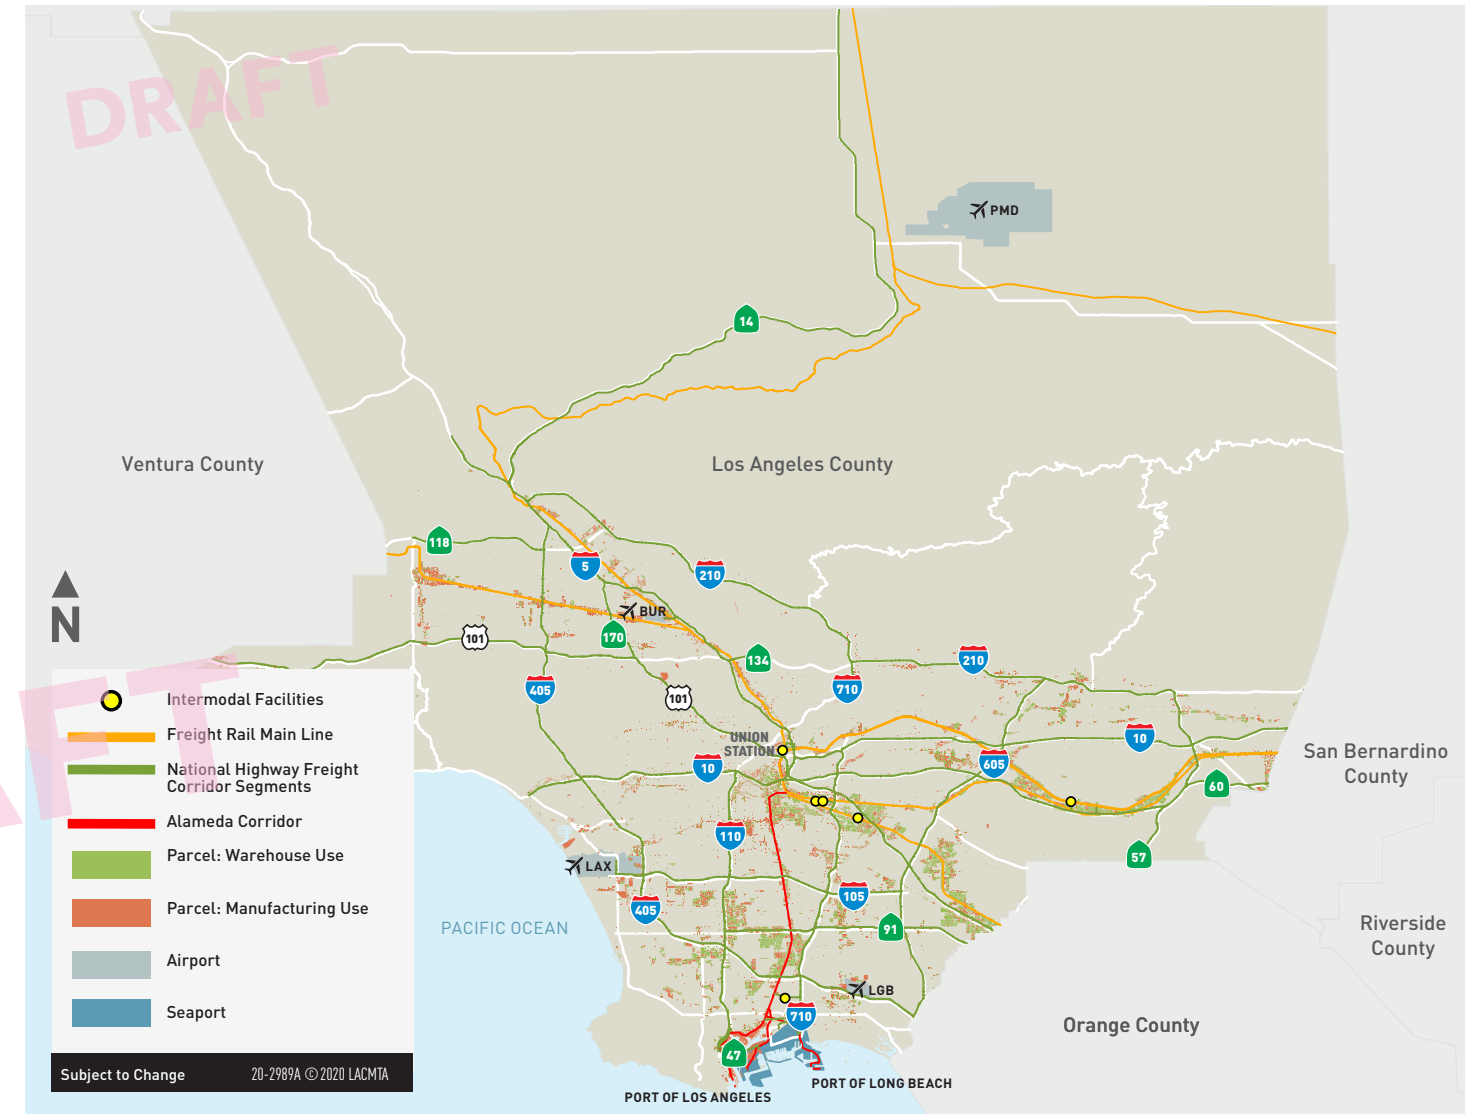 DRAFT
PMD
14
Ventura County
Los Angeles County
118
5
210
N
BUR
101
170
134
210
405
101
710
UNION
STATION
10
10
605
San Bernardino
County
60
110
57
LAX
405
105
91
PACIFIC OCEAN
Riverside
County
LGB
710
Orange County
47
PORT OF LONG BEACH
PORT OF LOS ANGELES
AFT
Intermodal Facilities
Freight Rail Main Line
National Highway Freight
Corridor Segments
Alameda Corridor
Parcel: Warehouse Use
Parcel: Manufacturing Use
Airport
Seaport
Subject to Change
20-2989A ©2020 LACMTA